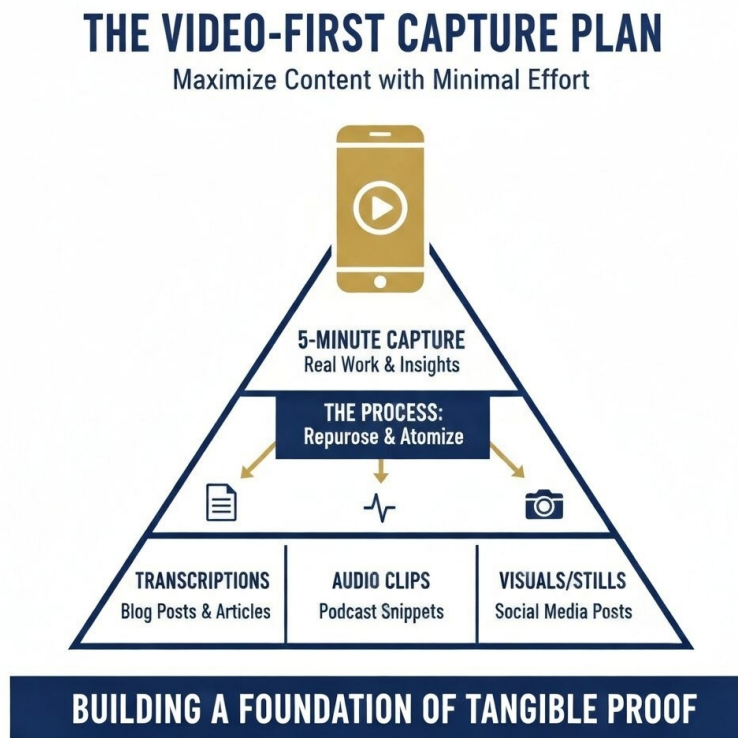 THE VIDEO-FIRST CAPTURE PLAN
Maximize Content with Minimal Effort
5-MINUTE CAPTURE
Real Work & Insights
THE PROCESS:
Repurose & Atomize
TRANSCRIPTIONS
Blog Posts & Articles
AUDIO CLIPS
Podcast Snippets
VISUALS/STILLS
Social Media Posts
BUILDING A FOUNDATION OF TANGIBLE PROOF